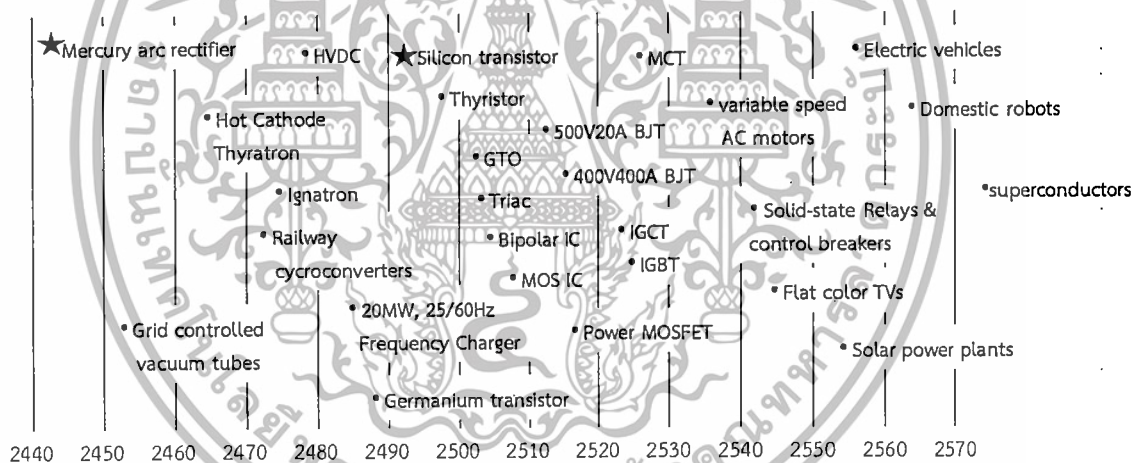 Mercury arc rectifier
HVDC
Silicon transistor
MCT
Electric vehicles
Thyristor
variable speed
AC motors
Domestic robots
Hot Cathode
Thyratron
500V20A BJT
GTO
400V400A BJT
Ignatron
Triac
superconductors
Solid-state Relays &
control breakers
Railway
cycroconverters
Bipolar IC
IGCT
IGBT
MOS IC
Flat color TVs
20MW, 25/60Hz
Frequency Charger
Grid controlled
vacuum tubes
Power MOSFET
Solar power plants
Germanium transistor
2440 2450 2460 2470 2480 2490 2500 2510 2520 2530 2540 2550 2560 2570